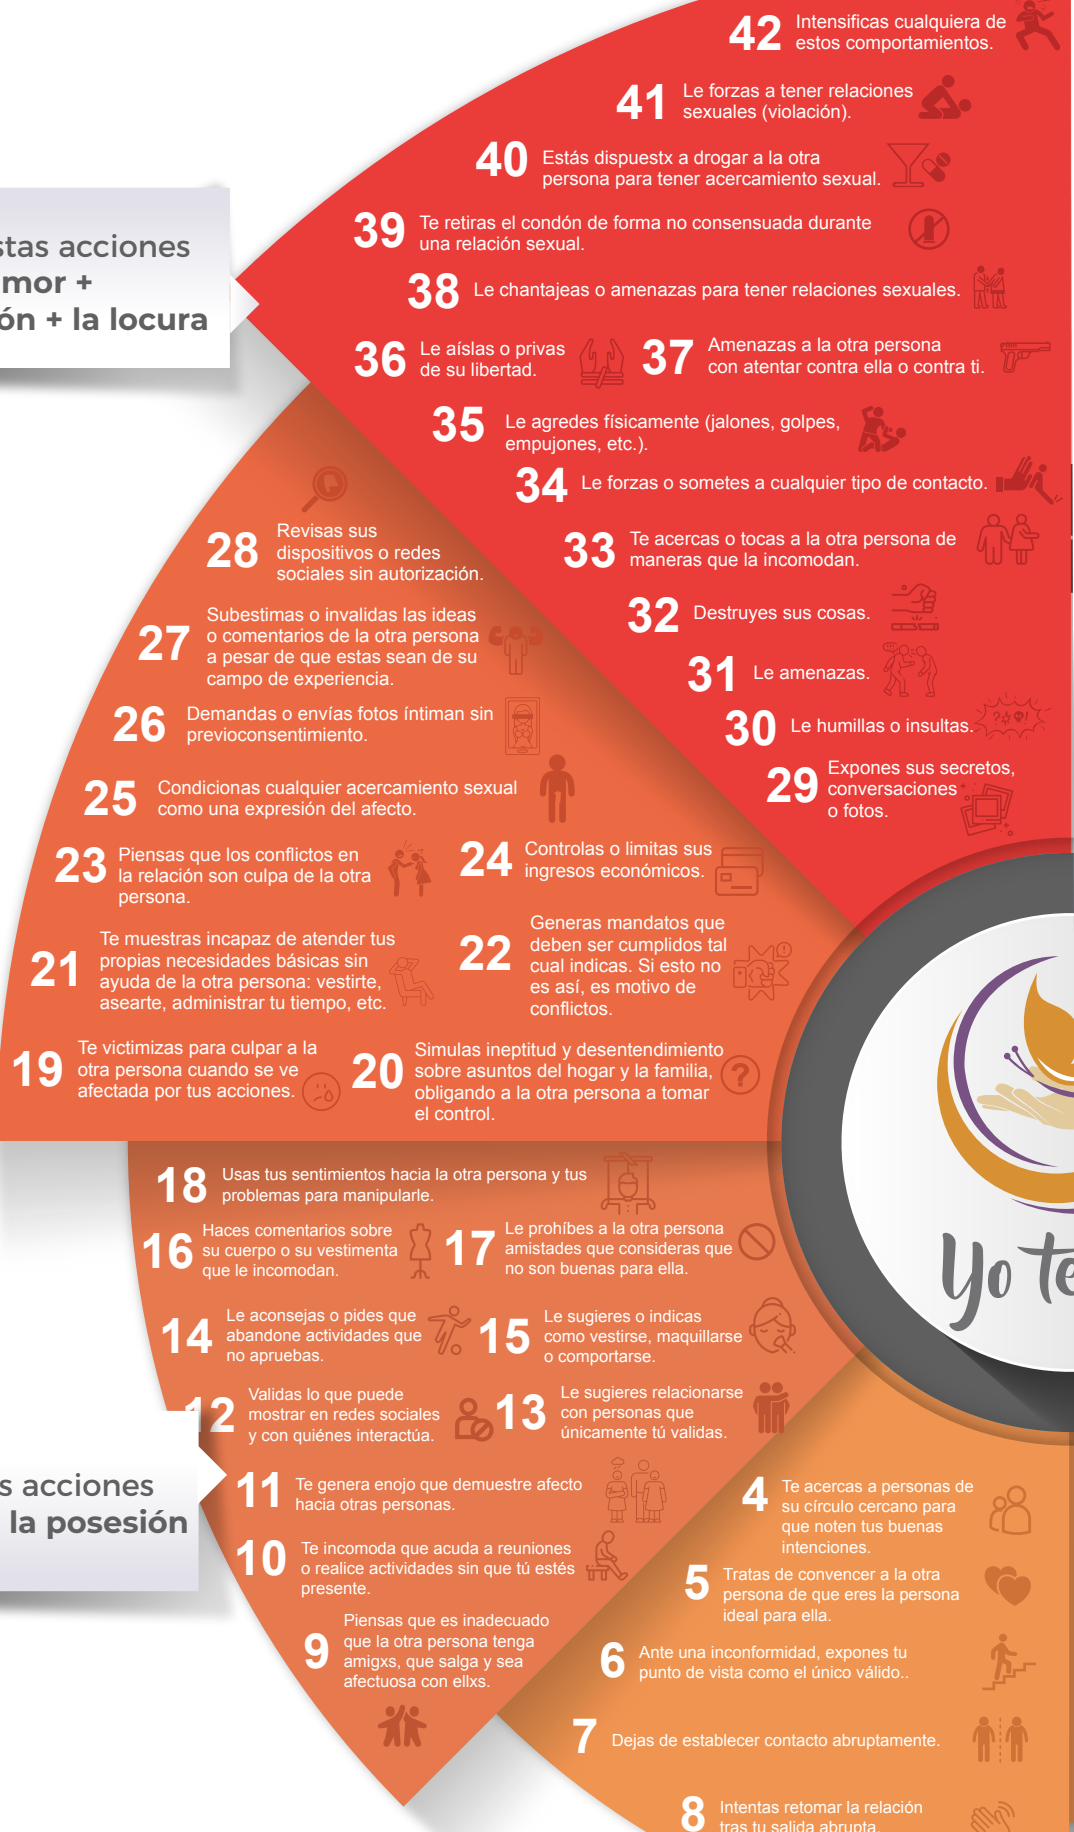 42 Intensificas cualquiera de
estos comportamientos.
41 Le forzas a tener relaciones
sexuales (violación).
40 Estás dispuestx a drogar a la otra
persona para tener acercamiento sexual.
39 Te retiras el condón de forma no consensuada durante
una relación sexual.
38 Le chantajeas o amenazas para tener relaciones sexuales.
36 Le aíslas o privas
de su libertad.
37 Amenazas a la otra persona
con atentar contra ella o contra ti.
35 Le agredes físicamente (jalones, golpes,
empujones, etc.).
34 Le forzas o sometes a cualquier tipo de contacto.
33 Te acercas o tocas a la otra persona de
maneras que la incomodan.
32 Destruyes sus cosas.
31 Le amenazas.
30 Le humillas o insultas.
29 Expones sus secretos,
conversaciones
o fotos.
stas acciones
mor +
ón + la locura
28 Revisas sus
dispositivos o redes
sociales sin autorización.
27 Subestimas o invalidas las ideas
o comentarios de la otra persona
a pesar de que estas sean de su
campo de experiencia.
26 Demandas o envías fotos íntiman sin
previoconsentimiento.
25 Condicionas cualquier acercamiento sexual
como una expresión del afecto.
23 Piensas que los conflictos en
la relación son culpa de la otra
persona.
24 Controlas o limitas sus
ingresos económicos.
21 Te muestras incapaz de atender tus
propias necesidades básicas sin
ayuda de la otra persona: vestirte,
asearte, administrar tu tiempo, etc.
22 Generas mandatos que
deben ser cumplidos tal
cual indicas. Si esto no
es así, es motivo de
conflictos.
19 Te victimizas para culpar a la
otra persona cuando se ve
afectada por tus acciones.
20 Simulas ineptitud y desentendimiento
sobre asuntos del hogar y la familia,
obligando a la otra persona a tomar
el control.
18 Usas tus sentimientos hacia la otra persona y tus
problemas para manipularle.
16 Haces comentarios sobre
su cuerpo o su vestimenta
que le incomodan.
17 Le prohíbes a la otra persona
amistades que consideras que
no son buenas para ella.
14 Le aconsejas o pides que
abandone actividades que
no apruebas.
15 Le sugieres o indicas
como vestirse, maquillarse
o comportarse.
12 Validas lo que puede
mostrar en redes sociales
y con quiénes interactúa.
13 Le sugieres relacionarse
con personas que
únicamente tú validas.
11 Te genera enojo que demuestre afecto
hacia otras personas.
10 Te incomoda que acuda a reuniones
o realice actividades sin que tú estés
presente.
9 Piensas que es inadecuado
que la otra persona tenga
amigxs, que salga y sea
afectuosa con ellxs.
s acciones
la posesión
Yo te
4 Te acercas a personas de
su círculo cercano para
que noten tus buenas
intenciones.
5 Tratas de convencer a la otra
persona de que eres la persona
ideal para ella.
6 Ante una inconformidad, expones tu
punto de vista como el único válido..
7 Dejas de establecer contacto abruptamente.
8 Intentas retomar la relación
tras tu salida abrupta.